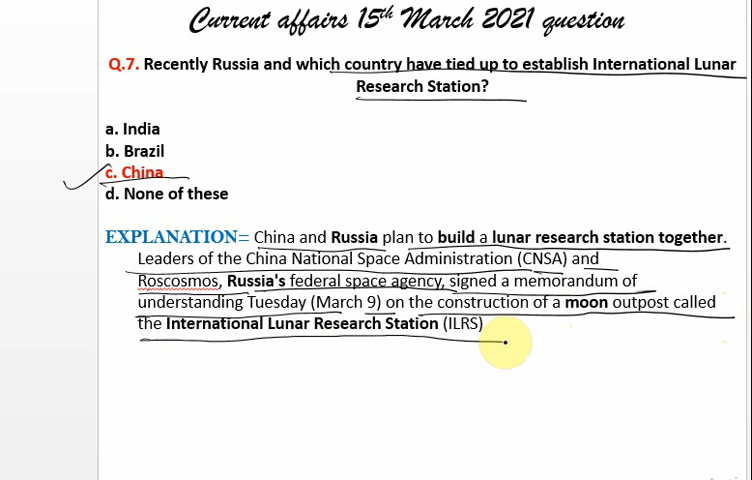 Current affairs 15th March 2021 question
Q.7. Recently Russia and which country have tied up to establish International Lunar
Research Station?
a. India
b. Brazil
c. China
d. None of these
EXPLANATION= China and Russia plan to build a lunar research station together.
Leaders of the China National Space Administration (CNSA) and
Roscosmos, Russia's federal space agency, signed a memorandum of
understanding Tuesday (March 9) on the construction of a moon outpost called
the International Lunar Research Station (ILRS)